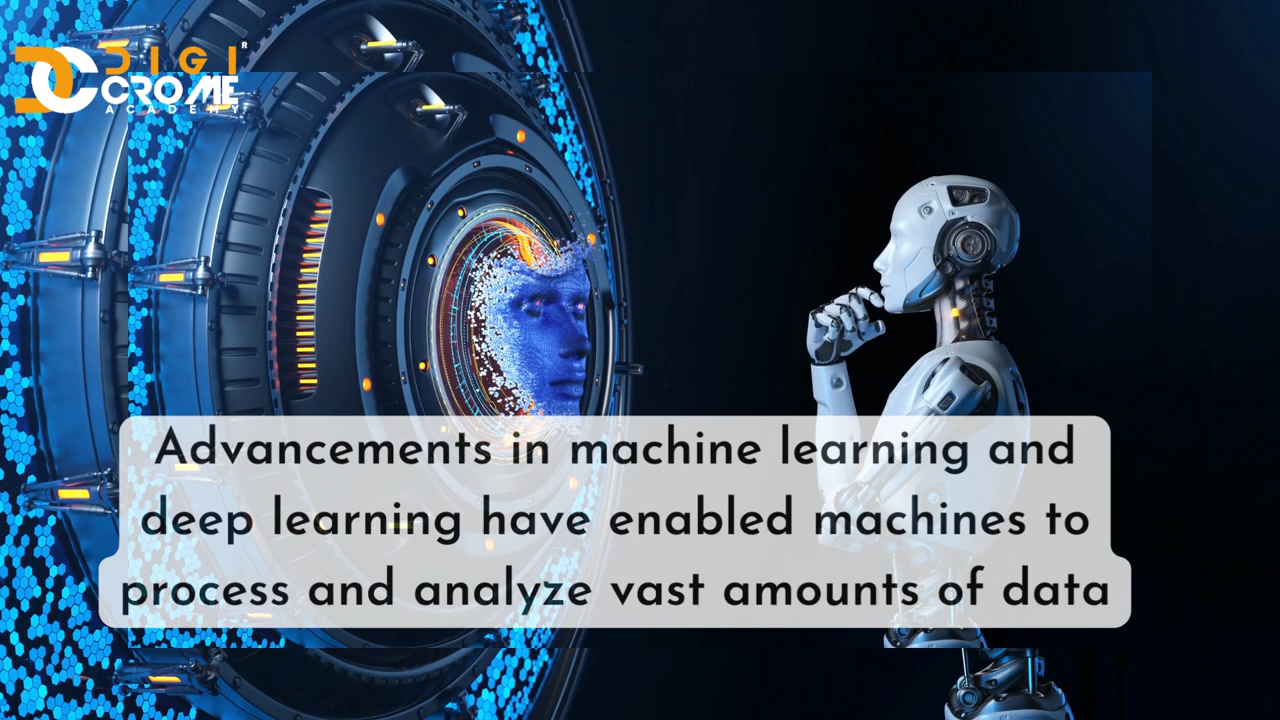 DIGI®
CROME
ACADEMY
Advancements in machine learning and
deep learning have enabled machines to
process and analyze vast amounts of data